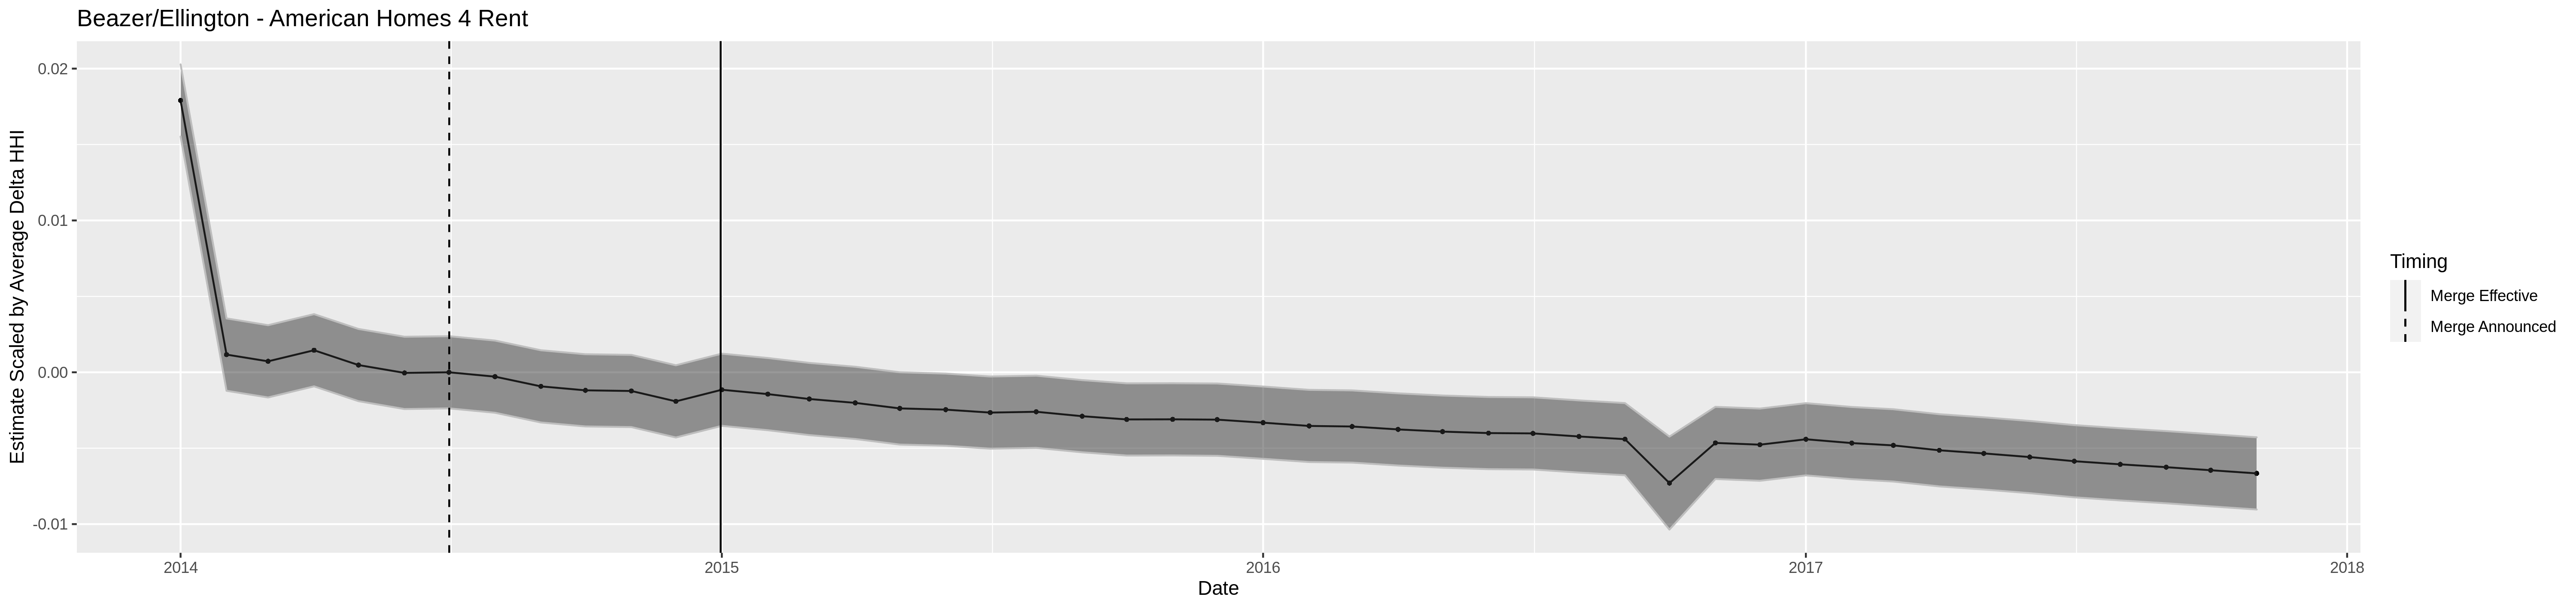 Beazer/Ellington - American Homes 4 Rent
Estimate Scaled by Average Delta HHI
0.02
0.01
0.00
-0.01
2014
2015
2016
2017
2018
Date
Timing
Merge Effective
Merge Announced